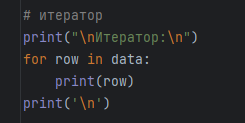 # итератор
print("\nИтератор:\n")
for row in data:
    print(row)
print('\n')